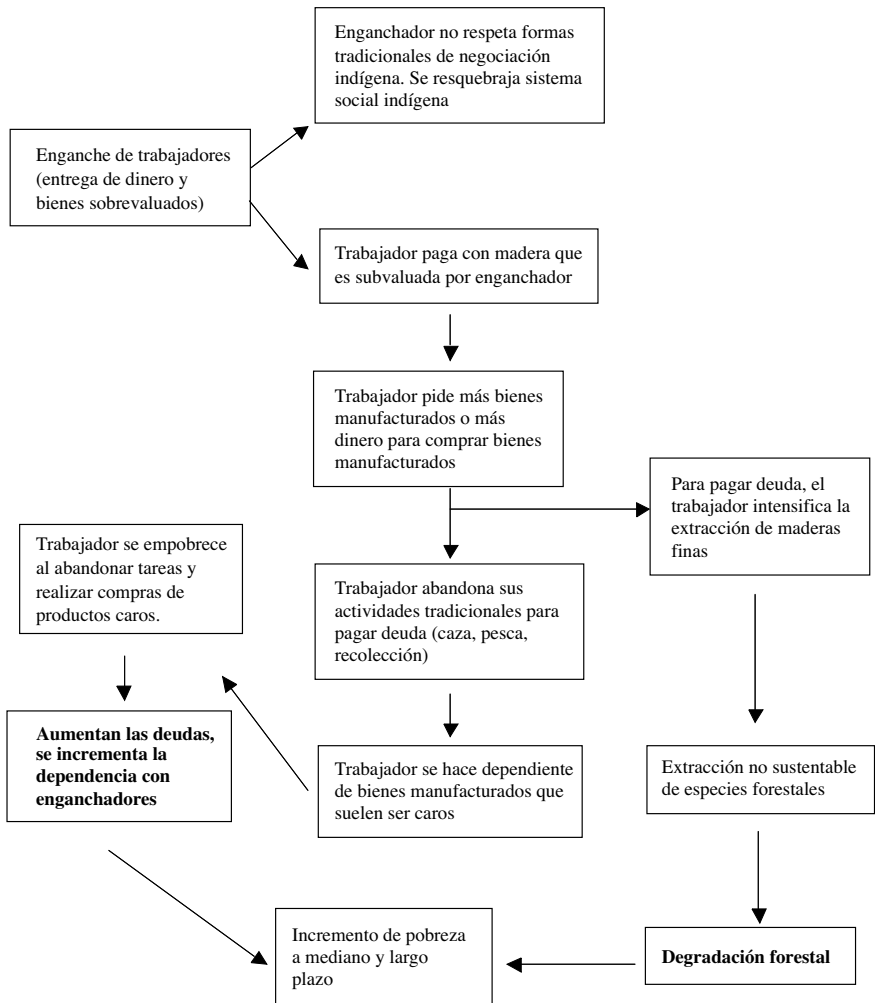 Enganchador no respeta formas
tradicionales de negociación
indígena. Se resquebraja sistema
social indígena
Enganche de trabajadores
(entrega de dinero y
bienes sobrevaluados)
Trabajador paga con madera que
es subvaluada por enganchador
Trabajador pide más bienes
manufacturados o más
dinero para comprar bienes
manufacturados
Para pagar deuda, el
trabajador intensifica la
extracción de maderas
finas
Trabajador se empobrece
al abandonar tareas y
realizar compras de
productos caros.
Trabajador abandona sus
actividades tradicionales para
pagar deuda (caza, pesca,
recolección)
Aumentan las deudas,
se incrementa la
dependencia con
enganchadores
Trabajador se hace dependiente
de bienes manufacturados que
suelen ser caros
Extracción no sustentable
de especies forestales
Incremento de pobreza
a mediano y largo
plazo
Degradación forestal